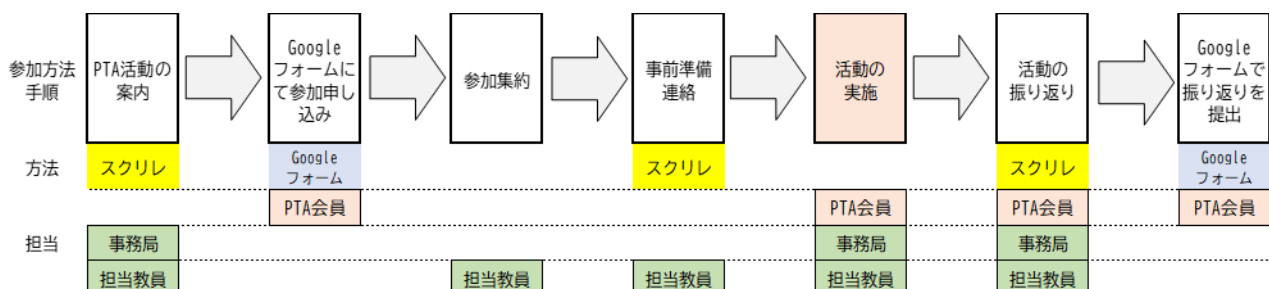 参加方法
手順
PTA活動の
案内
Google
フォームに
て参加申し
込み
参加集約
事前準備
連絡
活動の
実施
活動の
振り返り
Google
フォームで
振り返りを
提出
方法
スクリレ
Google
フォーム
スクリレ
スクリレ
Google
フォーム
PTA会員
PTA会員
PTA会員
PTA会員
担当
事務局
事務局
事務局
担当教員
担当教員
担当教員
担当教員
担当教員